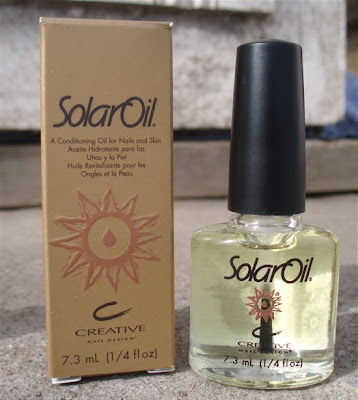 SolarOil®
A Conditioning Oil for Nails and Skin
Aceite Hidratante para las
Uñas y la Piel
Huile Revitalisante pour les
Ongles et la Peau
CREATIVE
NAIL DESIGN®
7.3 mL (1/4 fl oz)
SolarOil®
CREATIVE
NAIL DESIGN®
7.3 mL (1/4 fl oz)